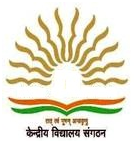 तत् त्वं पूषन् अपावृणु
केन्द्रीय विद्यालय संगठन